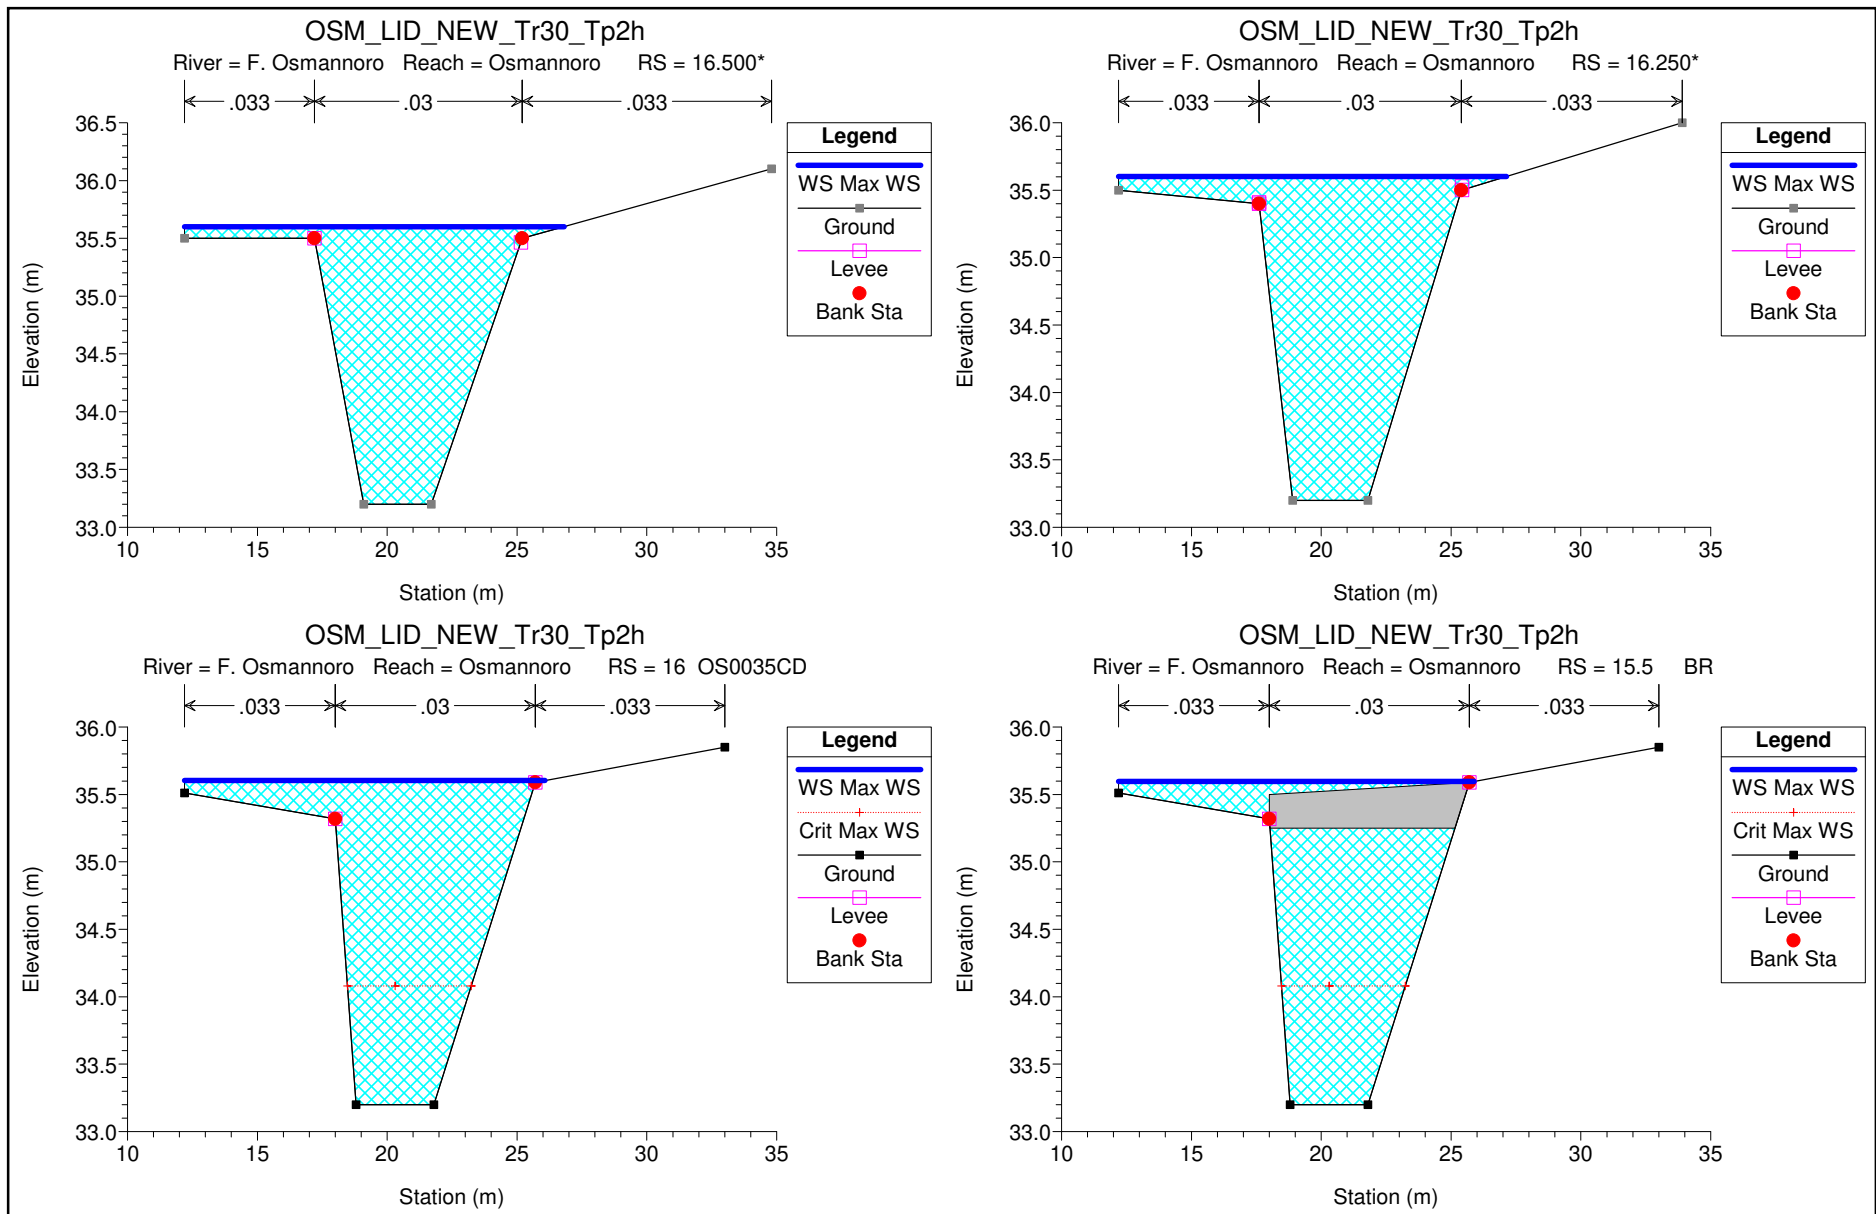 OSM_LID_NEW_Tr30_Tp2h
River = F. Osmannoro Reach = Osmannoro RS = 16.500*
.033 .03 .033
36.5
36.0
35.5
35.0
34.5
34.0
33.5
33.0
Elevation (m)
10 15 20 25 30 35
Station (m)
Legend
WS Max WS
Ground
Levee
Bank Sta
OSM_LID_NEW_Tr30_Tp2h
River = F. Osmannoro Reach = Osmannoro RS = 16.250*
.033 .03 .033
36.0
35.5
35.0
34.5
34.0
33.5
33.0
Elevation (m)
10 15 20 25 30 35
Station (m)
Legend
WS Max WS
Ground
Levee
Bank Sta
OSM_LID_NEW_Tr30_Tp2h
River = F. Osmannoro Reach = Osmannoro RS = 16 OS0035CD
.033 .03 .033
36.0
35.5
35.0
34.5
34.0
33.5
33.0
Elevation (m)
10 15 20 25 30 35
Station (m)
Legend
WS Max WS
Crit Max WS
Ground
Levee
Bank Sta
OSM_LID_NEW_Tr30_Tp2h
River = F. Osmannoro Reach = Osmannoro RS = 15.5 BR
.033 .03 .033
36.0
35.5
35.0
34.5
34.0
33.5
33.0
Elevation (m)
10 15 20 25 30 35
Station (m)
Legend
WS Max WS
Crit Max WS
Ground
Levee
Bank Sta